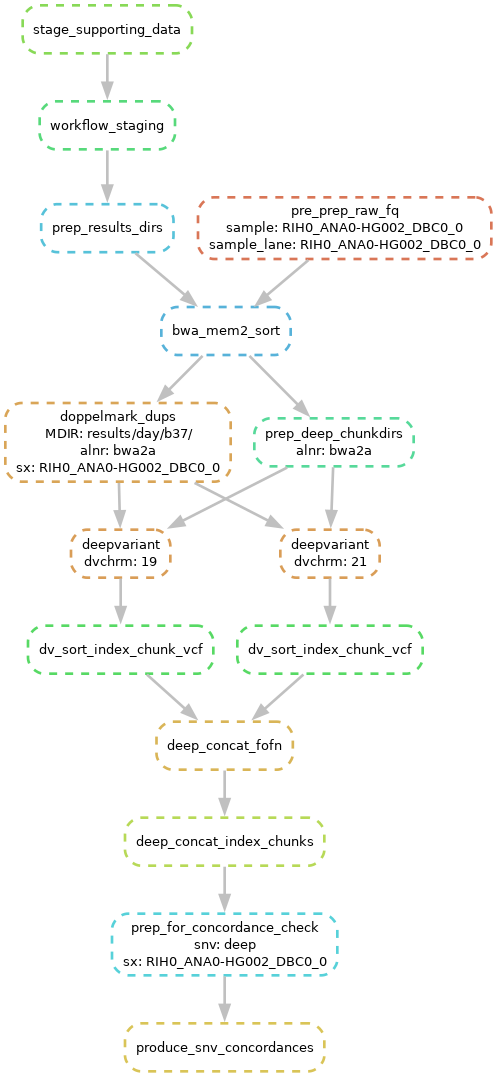 stage_supporting_data
workflow_staging
prep_results_dirs
pre_prep_raw_fq
sample: RIH0_ANA0-HG002_DBC0_0
sample_lane: RIH0_ANA0-HG002_DBC0_0
bwa_mem2_sort
doppelmark_dups
MDIR: results/day/b37/
alnr: bwa2a
sx: RIH0_ANA0-HG002_DBC0_0
prep_deep_chunkdirs
alnr: bwa2a
deepvariant
dvchrm: 19
deepvariant
dvchrm: 21
dv_sort_index_chunk_vcf
dv_sort_index_chunk_vcf
deep_concat_fofn
deep_concat_index_chunks
prep_for_concordance_check
snv: deep
sx: RIH0_ANA0-HG002_DBC0_0
produce_snv_concordances